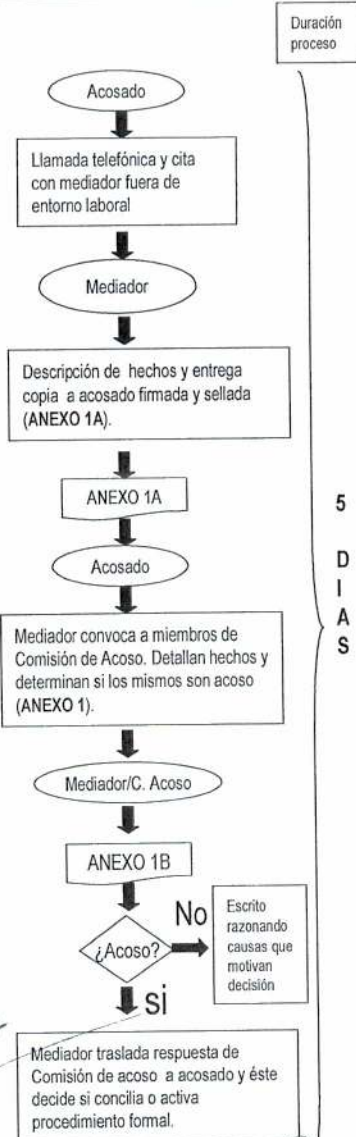 Duración
proceso
Acosado
Llamada telefónica y cita
con mediador fuera de
entorno laboral
Mediador
Descripción de hechos y entrega
copia a acosado firmada y sellada
(ANEXO 1A).
ANEXO 1A
Acosado
Mediador convoca a miembros de
Comisión de Acoso. Detallan hechos y
determinan si los mismos son acoso
(ANEXO 1).
Mediador/C. Acoso
ANEXO 1B
¿Acoso?
No
Escrito
razonando
causas que
motivan
decisión
si
Mediador traslada respuesta de
Comisión de acoso a acosado y éste
decide si concilia o activa
procedimiento formal.
5
D
I
A
S